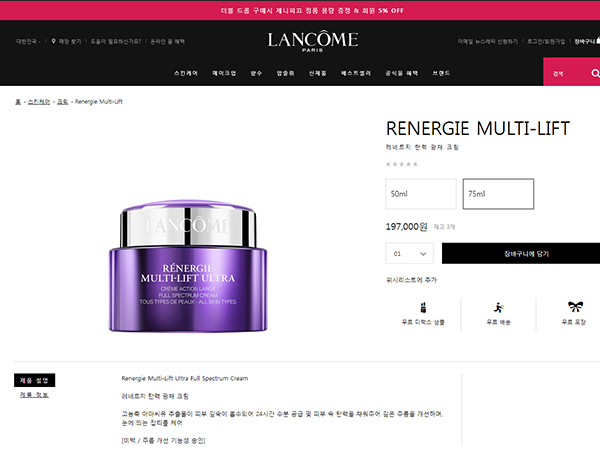 더블 드롭 구매시 제니피끄 정품 용량 증정 & 회원 5% OFF
대한민국
매장 찾기
도움이 필요하신가요?
온라인 몰 혜택
LANCÔME
PARIS
이메일 뉴스레터 신청하기
로그인/회원가입
장바구니
스킨케어 메이크업 향수 압솔뤼 신제품 베스트셀러 공식몰 혜택 브랜드
검색
홈 › 스킨케어 › 크림 › Renergie Multi-Lift
RENERGIE MULTI-LIFT
레네르지 탄력 광채 크림
50ml 75ml
197,000원 재고 3개
01 장바구니에 담기
위시리스트에 추가
무료 디럭스 샘플 무료 배송 무료 포장
LANCÔME
RÉNERGIE
MULTI-LIFT ULTRA
CRÈME ACTION LARGE
FULL SPECTRUM CREAM
TOUS TYPES DE PEAUX - ALL SKIN TYPES
제품 설명
제품 정보
Renergie Multi-Lift Ultra Full Spectrum Cream
레네르지 탄력 광채 크림
고농축 아마씨유 추출물이 피부 깊숙이 흡수되어 24시간 수분 공급 및 피부 속 탄력을 채워주어 깊은 주름을 개선하며,
눈에 띄는 잡티를 케어
[미백 / 주름 개선 기능성 승인]